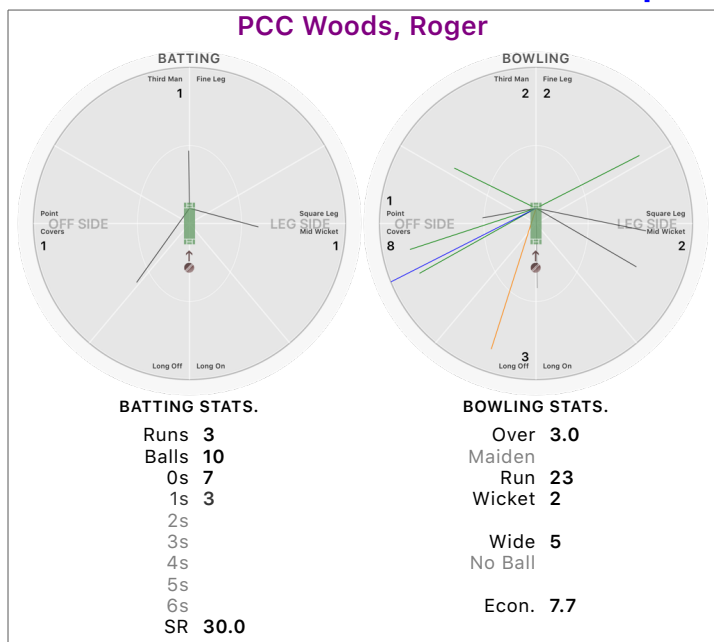 PCC Woods, Roger
BATTING
Third Man Fine Leg
1
Point
OFF SIDE
Covers
1
Square Leg
LEG SIDE
Mid Wicket
1
Long Off Long On
BOWLING
Third Man Fine Leg
2 2
1
Point
OFF SIDE
Covers
8
Square Leg
LEG SIDE
Mid Wicket
2
3
Long Off Long On
BATTING STATS.
Runs 3
Balls 10
0s 7
1s 3
2s
3s
4s
5s
6s
SR 30.0
BOWLING STATS.
Over 3.0
Maiden
Run 23
Wicket 2
Wide 5
No Ball
Econ. 7.7